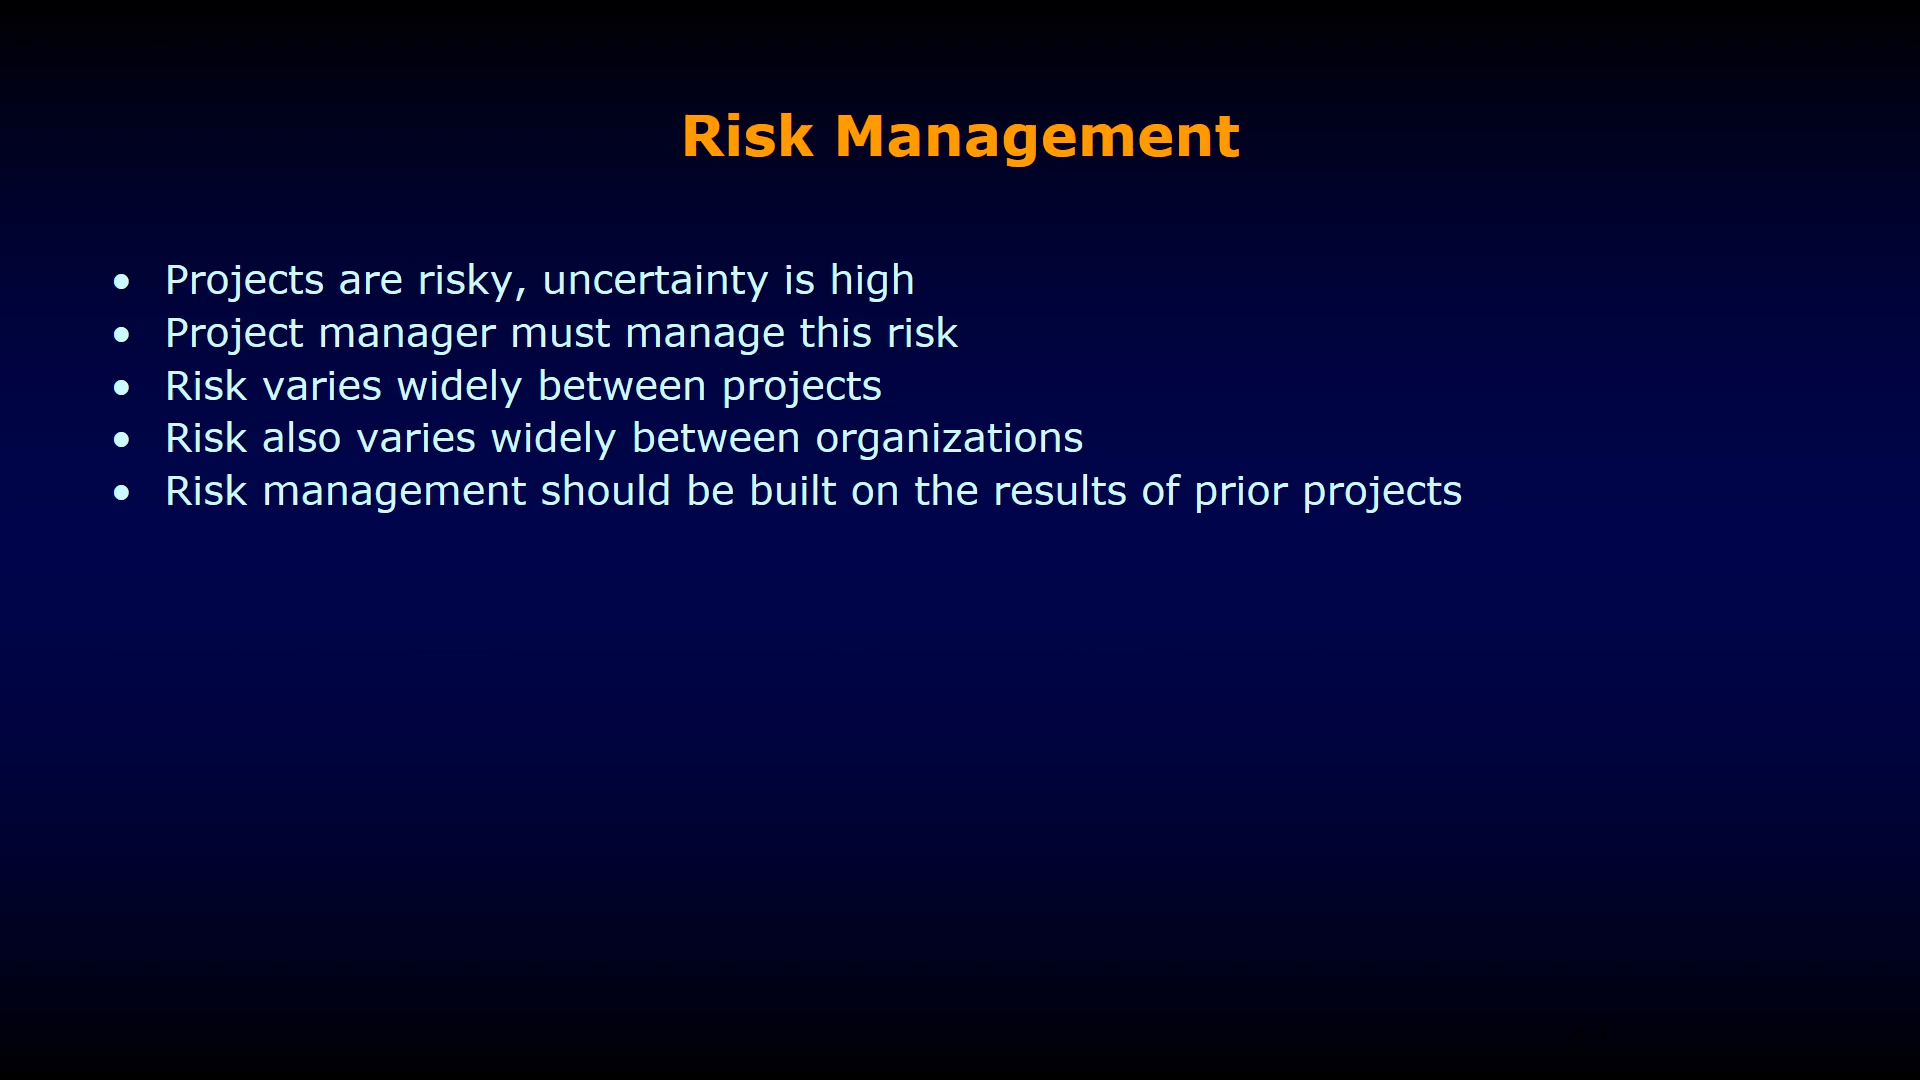 Risk Management
• Projects are risky, uncertainty is high
• Project manager must manage this risk
• Risk varies widely between projects
• Risk also varies widely between organizations
• Risk management should be built on the results of prior projects